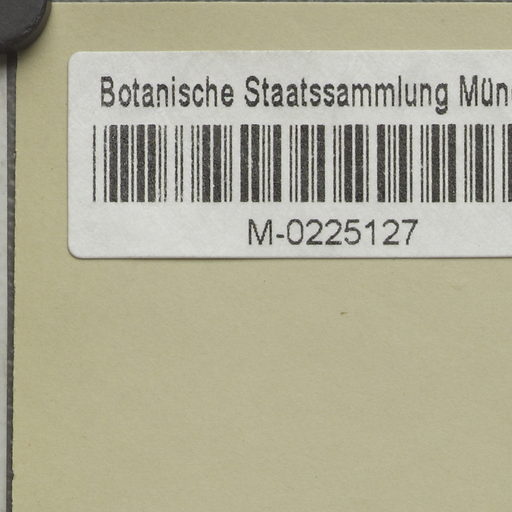 Botanische Staatssammlung Mün
M-0225127